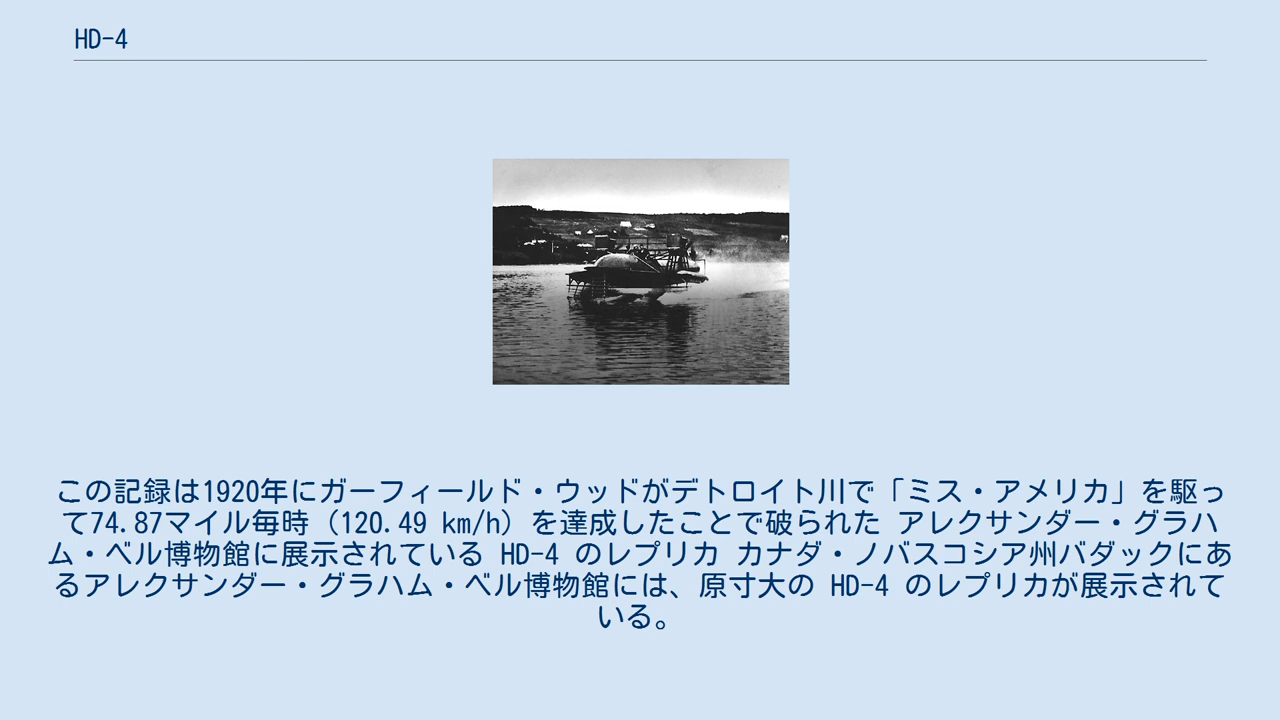 HD-4
この記録は1920年にガーフィールド・ウッドがデトロイト川で「ミス・アメリカ」を駆っ
て74.87マイル毎時（120.49 km/h）を達成したことで破られた アレクサンダー・グラハ
ム・ベル博物館に展示されている HD-4 のレプリカ カナダ・ノバスコシア州バダックにあ
るアレクサンダー・グラハム・ベル博物館には、原寸大の HD-4 のレプリカが展示されて
いる。